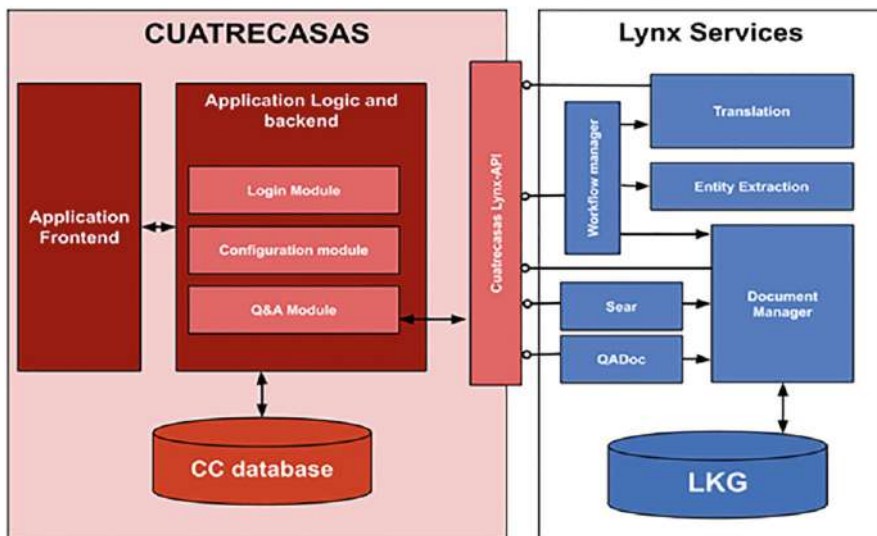 CUATRECASAS
Application
Frontend
Application Logic and
backend
Login Module
Configuration module
Q&A Module
CC database
Cuatrecasas Lynx-API
Lynx Services
Workflow manager
Translation
Entity Extraction
Document
Manager
Sear
QADoc
LKG